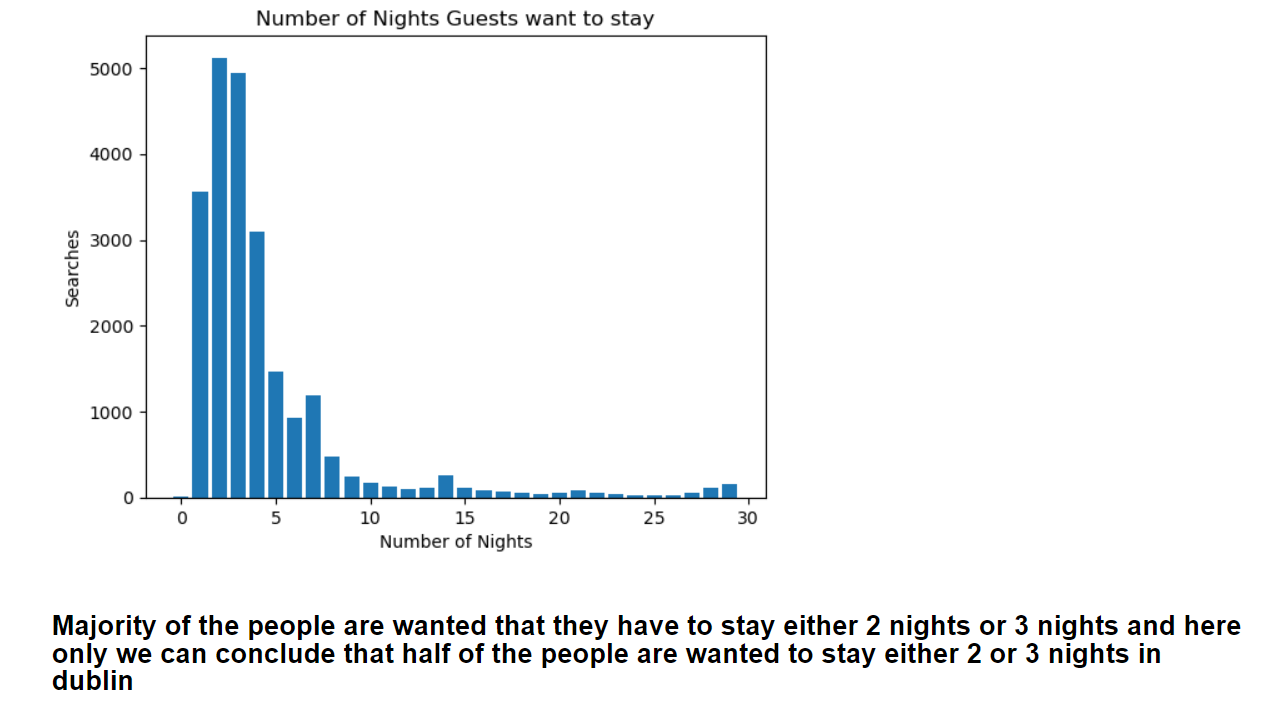 Number of Nights Guests want to stay
5000
4000
3000
2000
1000
0
Searches
0 5 10 15 20 25 30
Number of Nights
Majority of the people are wanted that they have to stay either 2 nights or 3 nights and here
only we can conclude that half of the people are wanted to stay either 2 or 3 nights in
dublin